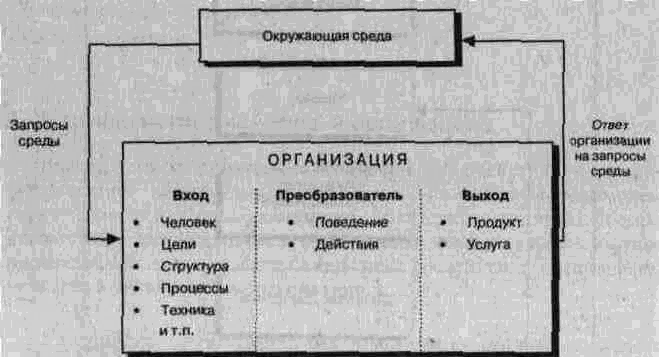 Окружающая среда
Запросы
среды
Ответ
организации
на запросы
среды
ОРГАНИЗАЦИЯ
Вход
Человек
Цели
Структура
Процессы
Техника
и т.п.
Преобразователь
Поведение
Действия
Выход
Продукт
Услуга